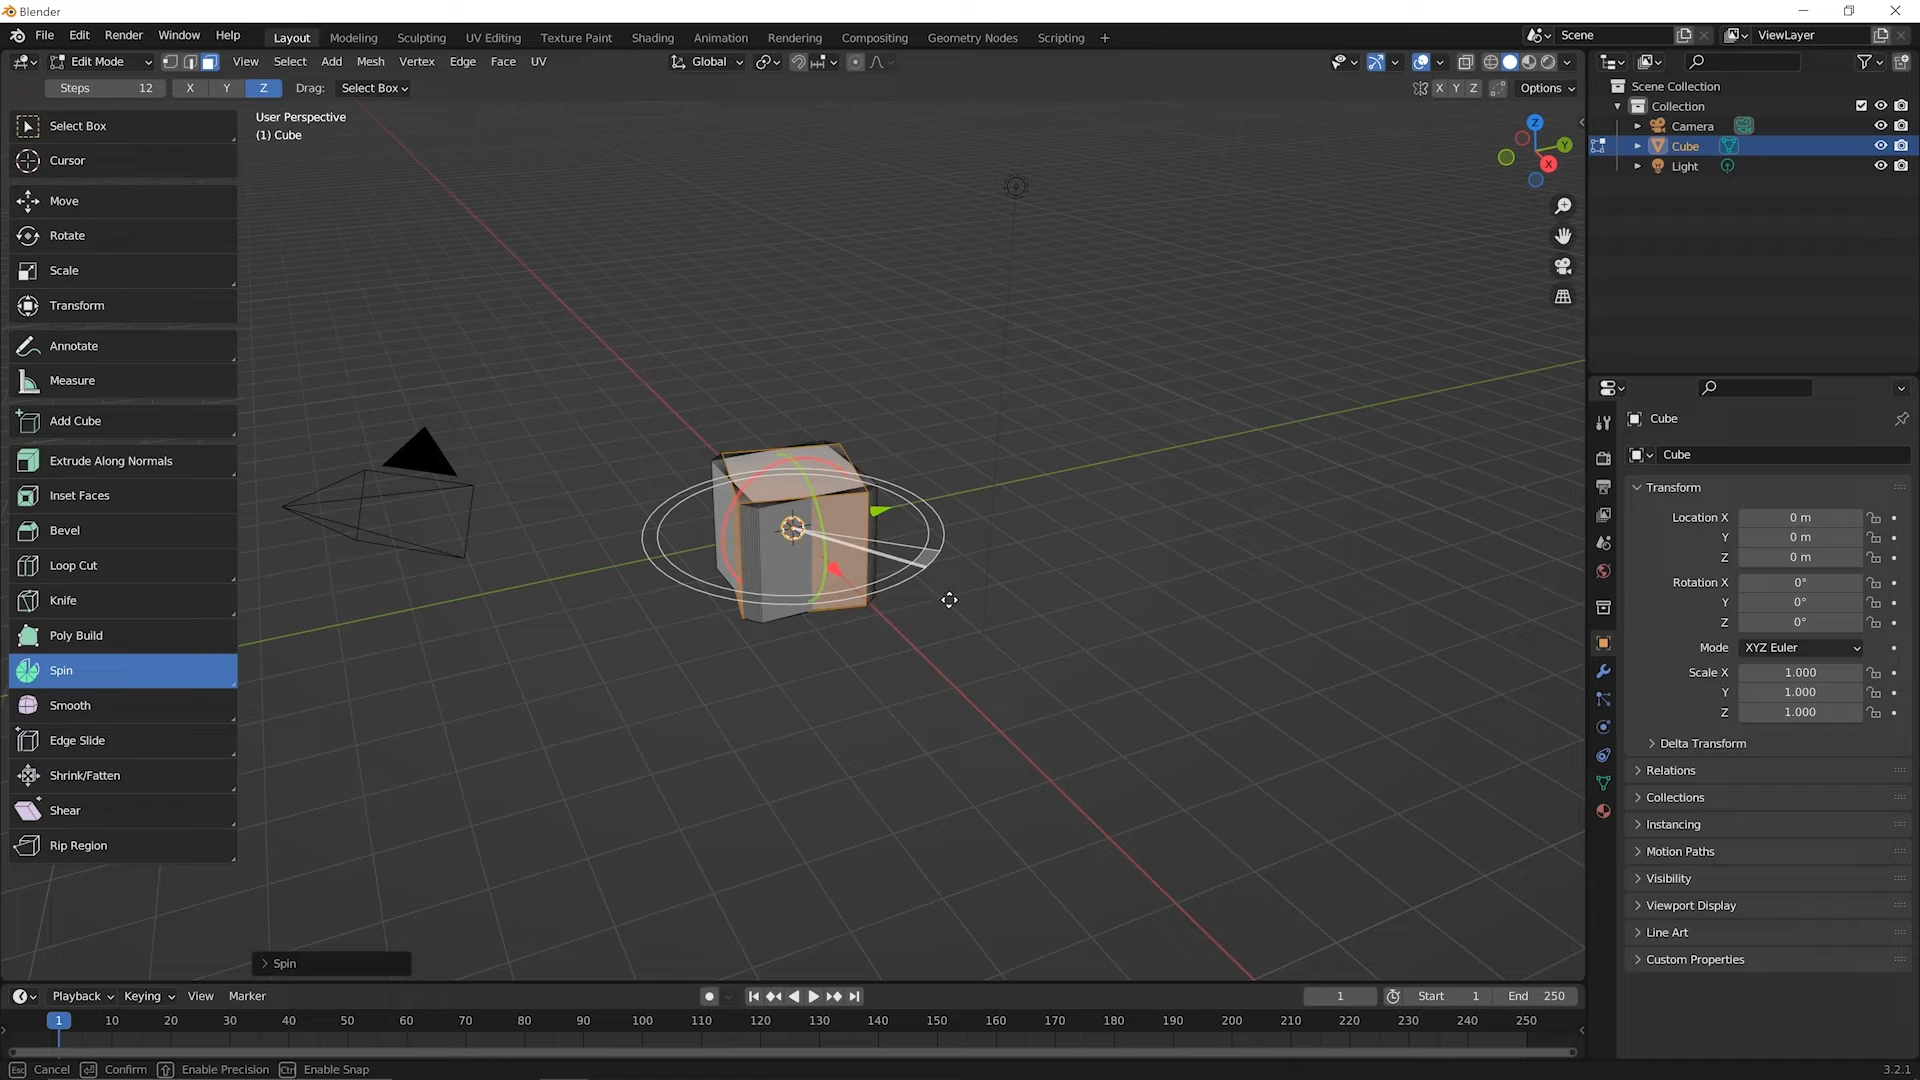 Blender
File Edit Render Window Help Layout Modeling Sculpting UV Editing Texture Paint Shading Animation Rendering Compositing Geometry Nodes Scripting + Scene ViewLayer
Edit Mode View Select Add Mesh Vertex Edge Face UV Global
Steps 12 X Y Z Drag: Select Box X Y Z Options
User Perspective
(1) Cube
Select Box
Cursor
Move
Rotate
Scale
Transform
Annotate
Measure
Add Cube
Extrude Along Normals
Inset Faces
Bevel
Loop Cut
Knife
Poly Build
Spin
Smooth
Edge Slide
Shrink/Fatten
Shear
Rip Region
Z
Y
X
Spin
Scene Collection
Collection
Camera
Cube
Light
Cube
Cube
Transform
Location X 0 m
Y 0 m
Z 0 m
Rotation X 0°
Y 0°
Z 0°
Mode XYZ Euler
Scale X 1.000
Y 1.000
Z 1.000
Delta Transform
Relations
Collections
Instancing
Motion Paths
Visibility
Viewport Display
Line Art
Custom Properties
Playback Keying View Marker 1 Start 1 End 250
1 10 20 30 40 50 60 70 80 90 100 110 120 130 140 150 160 170 180 190 200 210 220 230 240 250
Esc Cancel Confirm Enable Precision Ctrl Enable Snap 3.2.1